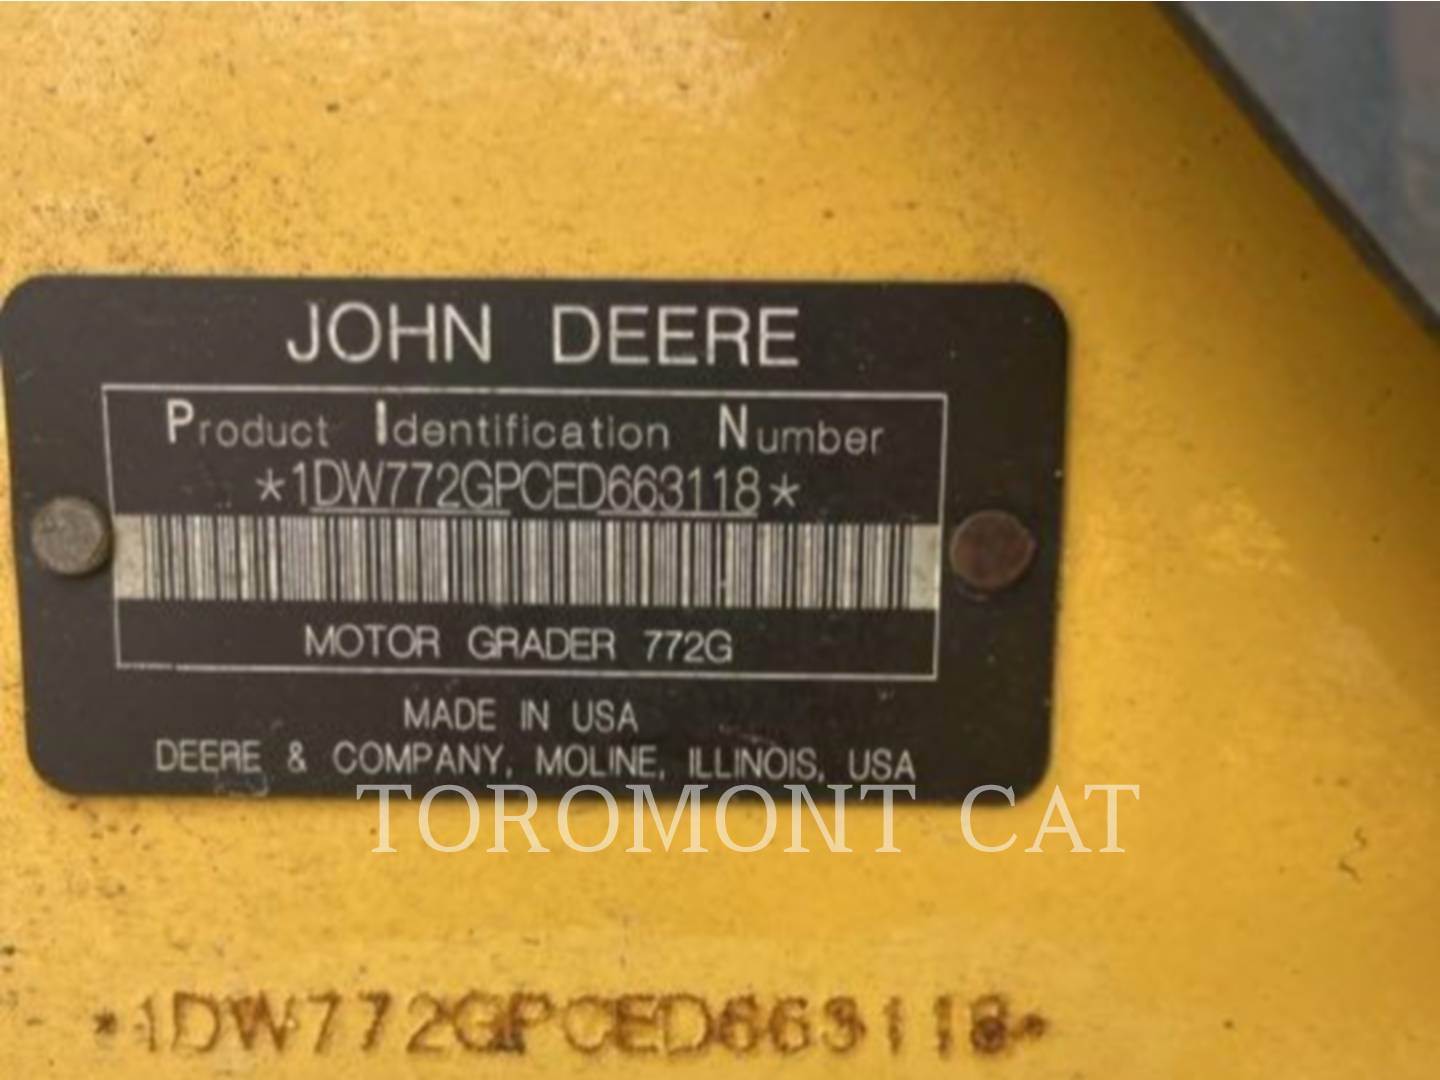 JOHN DEERE
Product Identification Number
*1DW772GPCED663118*
MOTOR GRADER 772G
MADE IN USA
DEERE & COMPANY, MOLINE, ILLINOIS, USA
TOROMONT CAT
*1DW772GPCED663118*